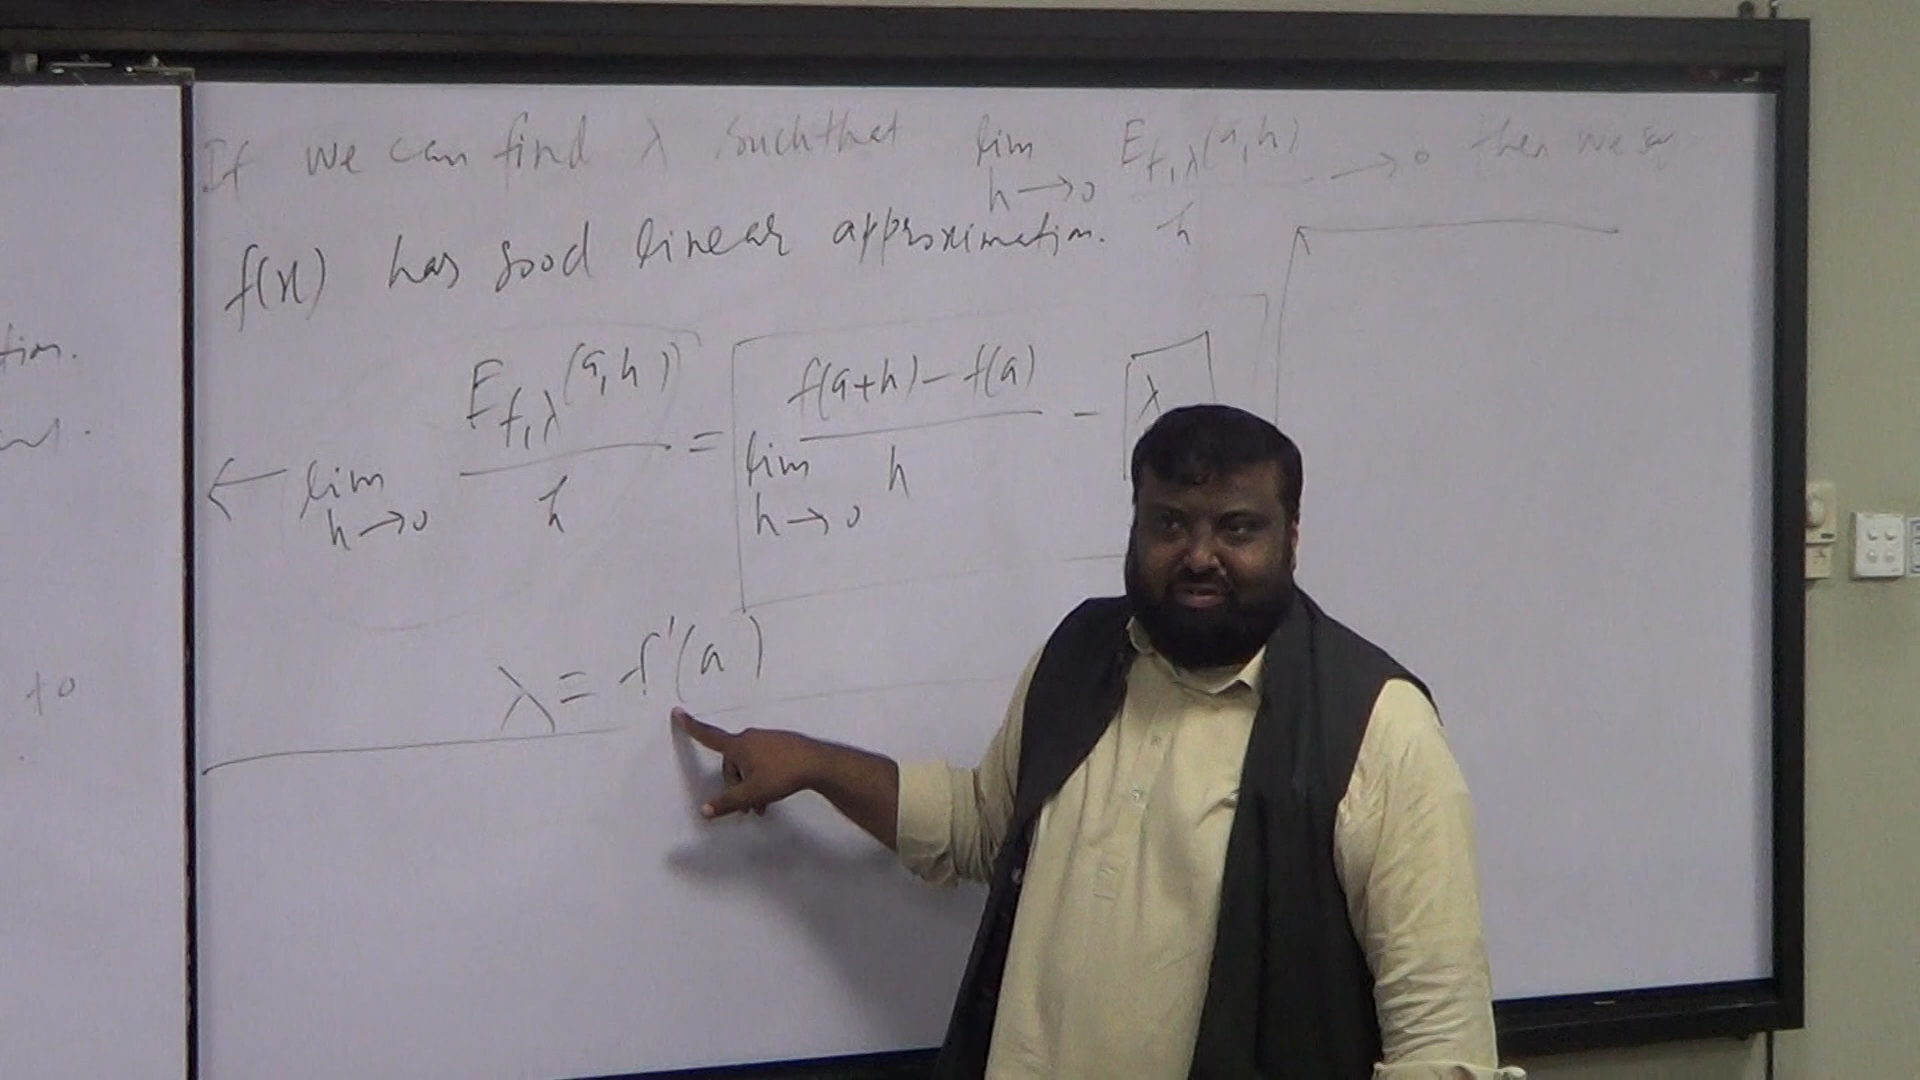 If we can find λ such that lim h→0 E_{f,λ}(a,h) / h → 0 then we say
f(x) has good linear approximation.
← lim h→0 E_{f,λ}(a,h) / h = lim h→0 f(a+h) - f(a) / h - λ
λ = f'(a)
tion.
to